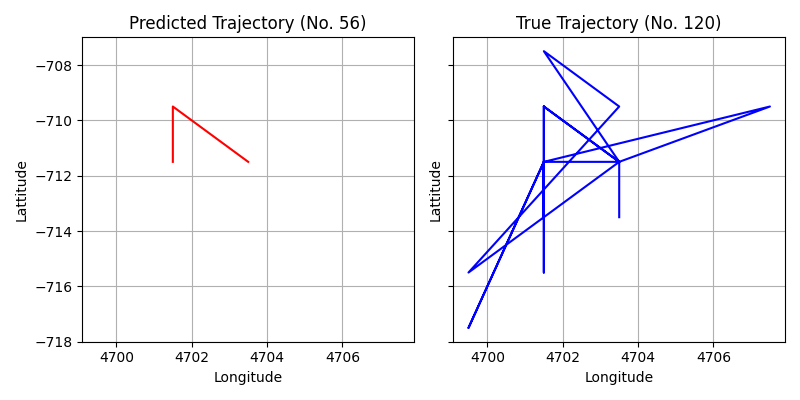 Predicted Trajectory (No. 56)
True Trajectory (No. 120)
−708
−710
−712
−714
−716
−718
Lattitude
Lattitude
4700 4702 4704 4706
4700 4702 4704 4706
Longitude
Longitude